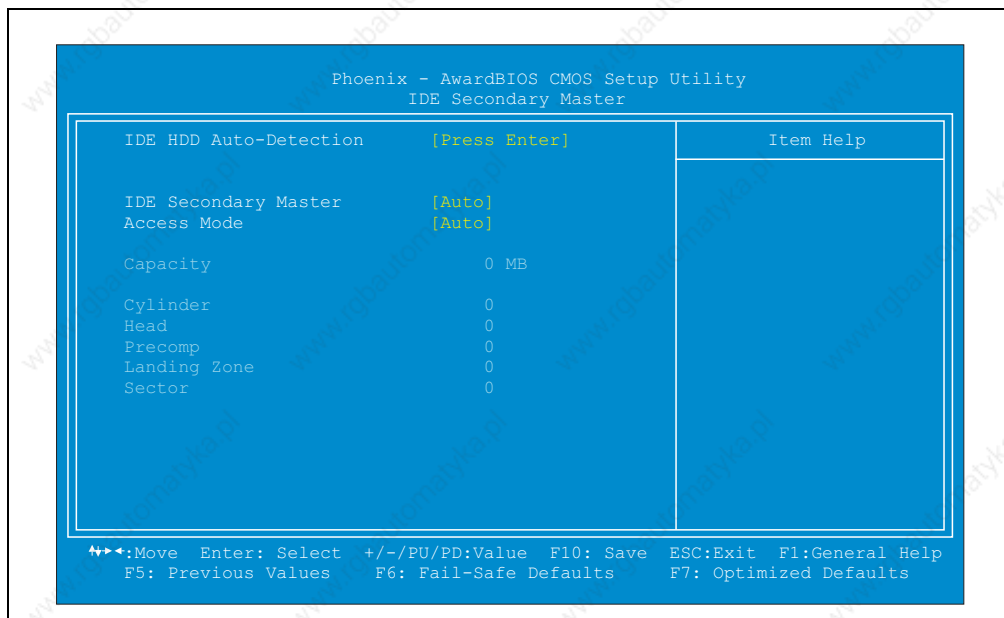 Phoenix - AwardBIOS CMOS Setup Utility
IDE Secondary Master
IDE HDD Auto-Detection [Press Enter] Item Help
IDE Secondary Master [Auto]
Access Mode [Auto]
Capacity 0 MB
Cylinder 0
Head 0
Precomp 0
Landing Zone 0
Sector 0
:Move Enter: Select +/-/PU/PD:Value F10: Save ESC:Exit F1:General Help
F5: Previous Values F6: Fail-Safe Defaults F7: Optimized Defaults
www.rgbautomatyka.pl